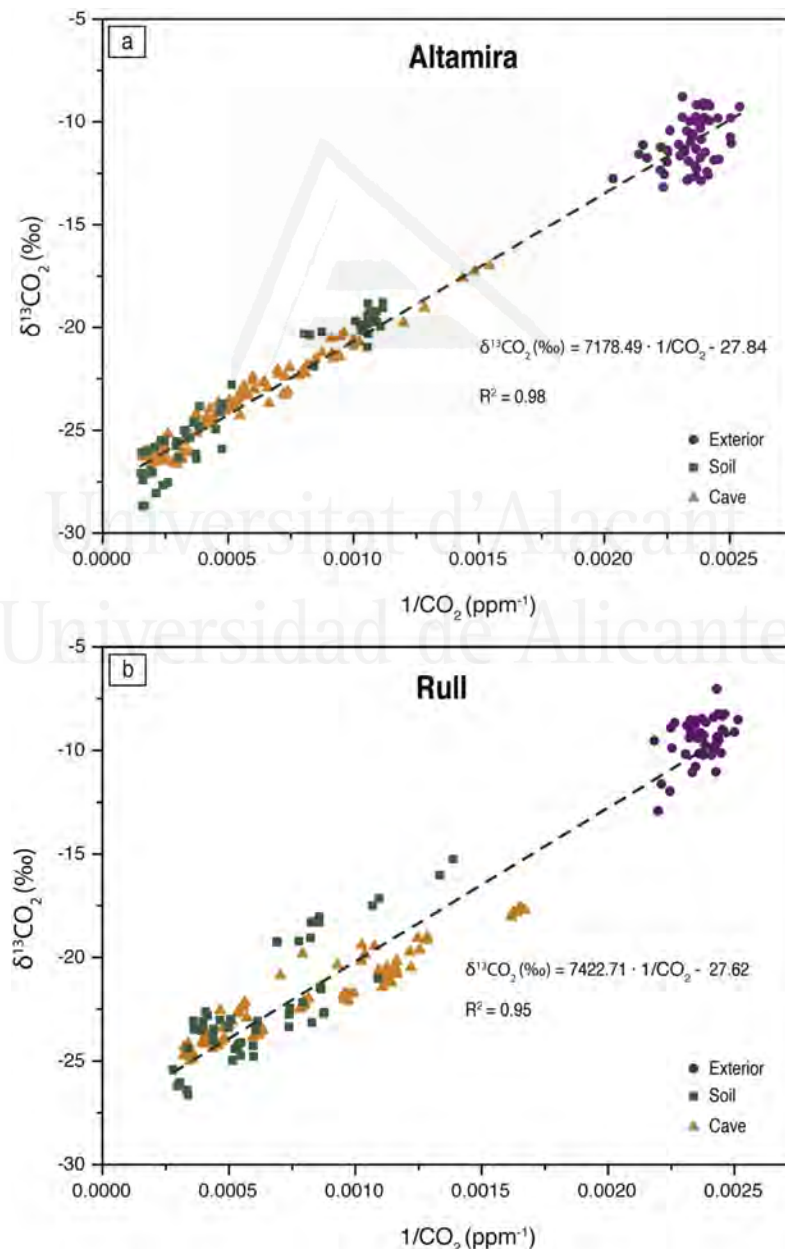 a
Altamira
-5
-10
-15
-20
-25
-30
δ¹³CO₂ (‰)
δ¹³CO₂ (‰) = 7178.49 · 1/CO₂ - 27.84
R² = 0.98
Exterior
Soil
Cave
0.0000 0.0005 0.0010 0.0015 0.0020 0.0025
1/CO₂ (ppm⁻¹)
Universitat d'Alacant
Universidad de Alicante
b
Rull
-5
-10
-15
-20
-25
-30
δ¹³CO₂ (‰)
δ¹³CO₂ (‰) = 7422.71 · 1/CO₂ - 27.62
R² = 0.95
Exterior
Soil
Cave
0.0000 0.0005 0.0010 0.0015 0.0020 0.0025
1/CO₂ (ppm⁻¹)